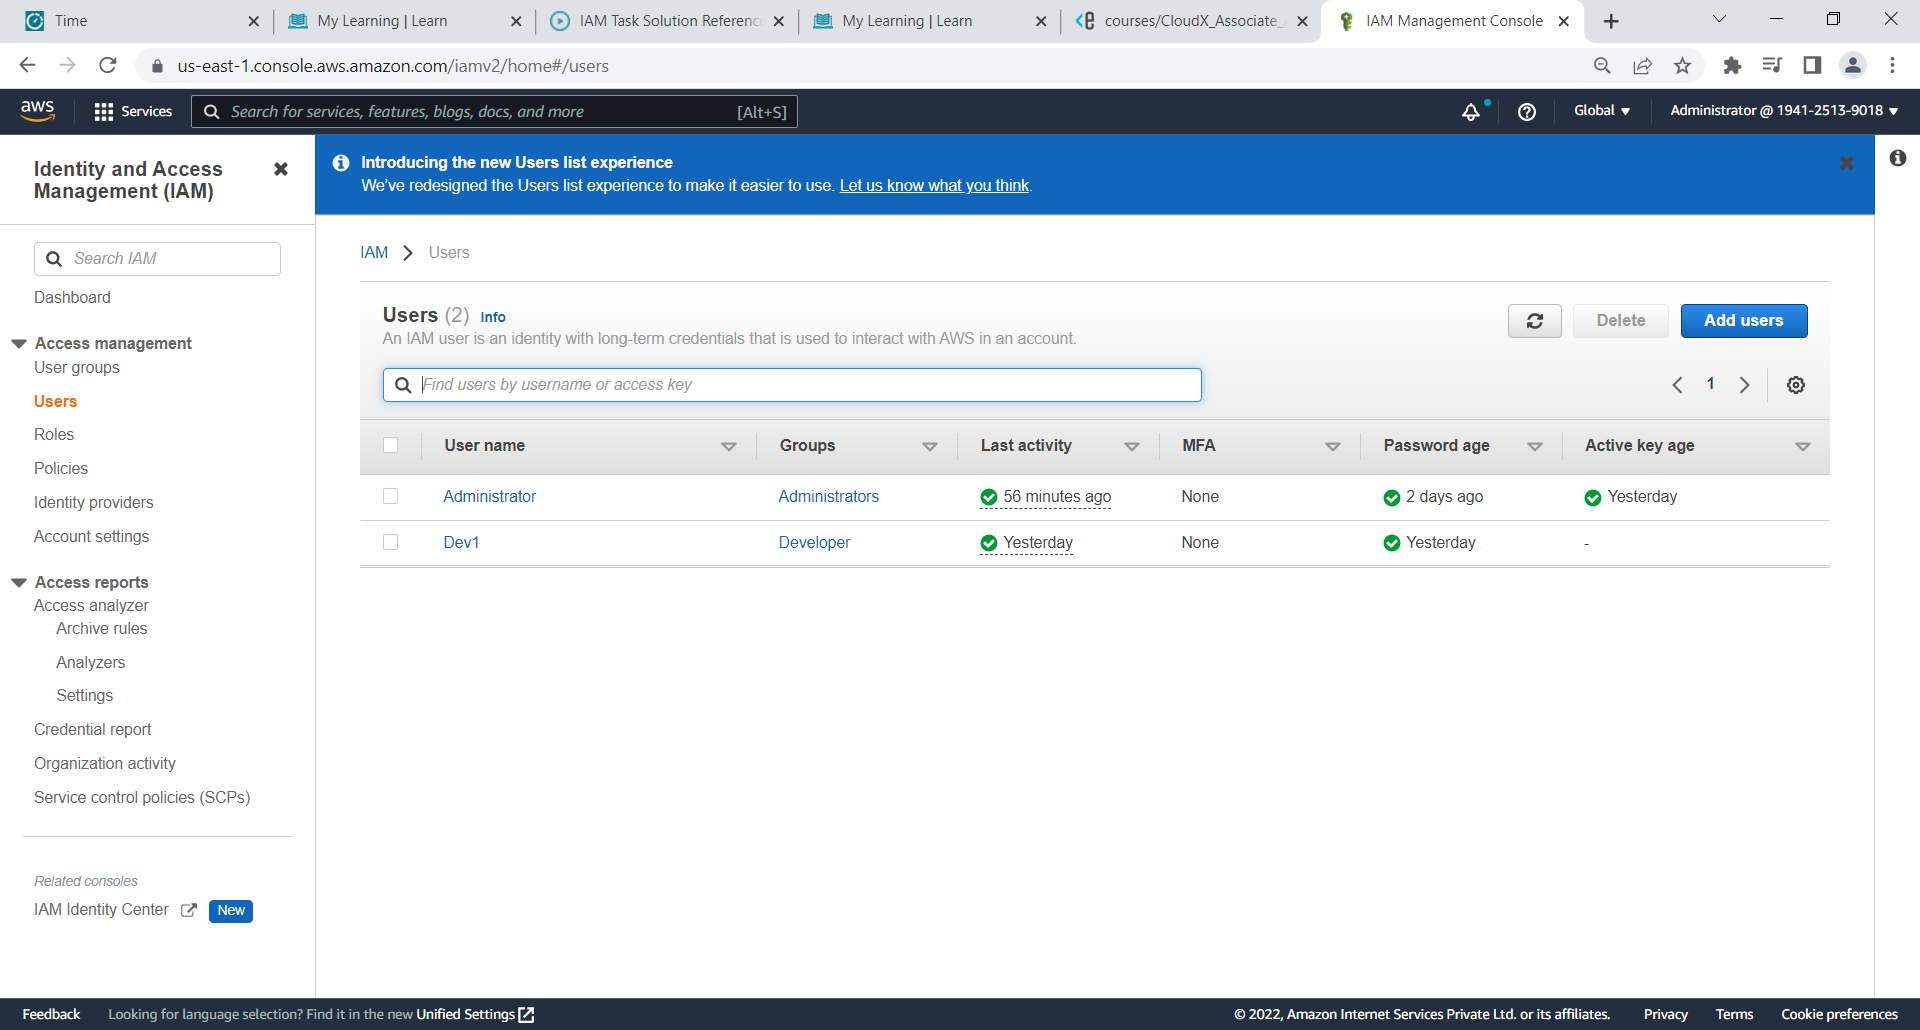 Time
My Learning | Learn
IAM Task Solution Referenc
My Learning | Learn
courses/CloudX_Associate_
IAM Management Console
us-east-1.console.aws.amazon.com/iamv2/home#/users
aws
Services
Search for services, features, blogs, docs, and more
[Alt+S]
Global
Administrator @ 1941-2513-9018
Identity and Access
Management (IAM)
Search IAM
Dashboard
Access management
User groups
Users
Roles
Policies
Identity providers
Account settings
Access reports
Access analyzer
Archive rules
Analyzers
Settings
Credential report
Organization activity
Service control policies (SCPs)
Related consoles
IAM Identity Center New
Introducing the new Users list experience
We've redesigned the Users list experience to make it easier to use. Let us know what you think.
IAM > Users
Users (2) Info
An IAM user is an identity with long-term credentials that is used to interact with AWS in an account.
Delete
Add users
Find users by username or access key
1
User name Groups Last activity MFA Password age Active key age
Administrator Administrators 56 minutes ago None 2 days ago Yesterday
Dev1 Developer Yesterday None Yesterday -
Feedback
Looking for language selection? Find it in the new Unified Settings
© 2022, Amazon Internet Services Private Ltd. or its affiliates.
Privacy
Terms
Cookie preferences